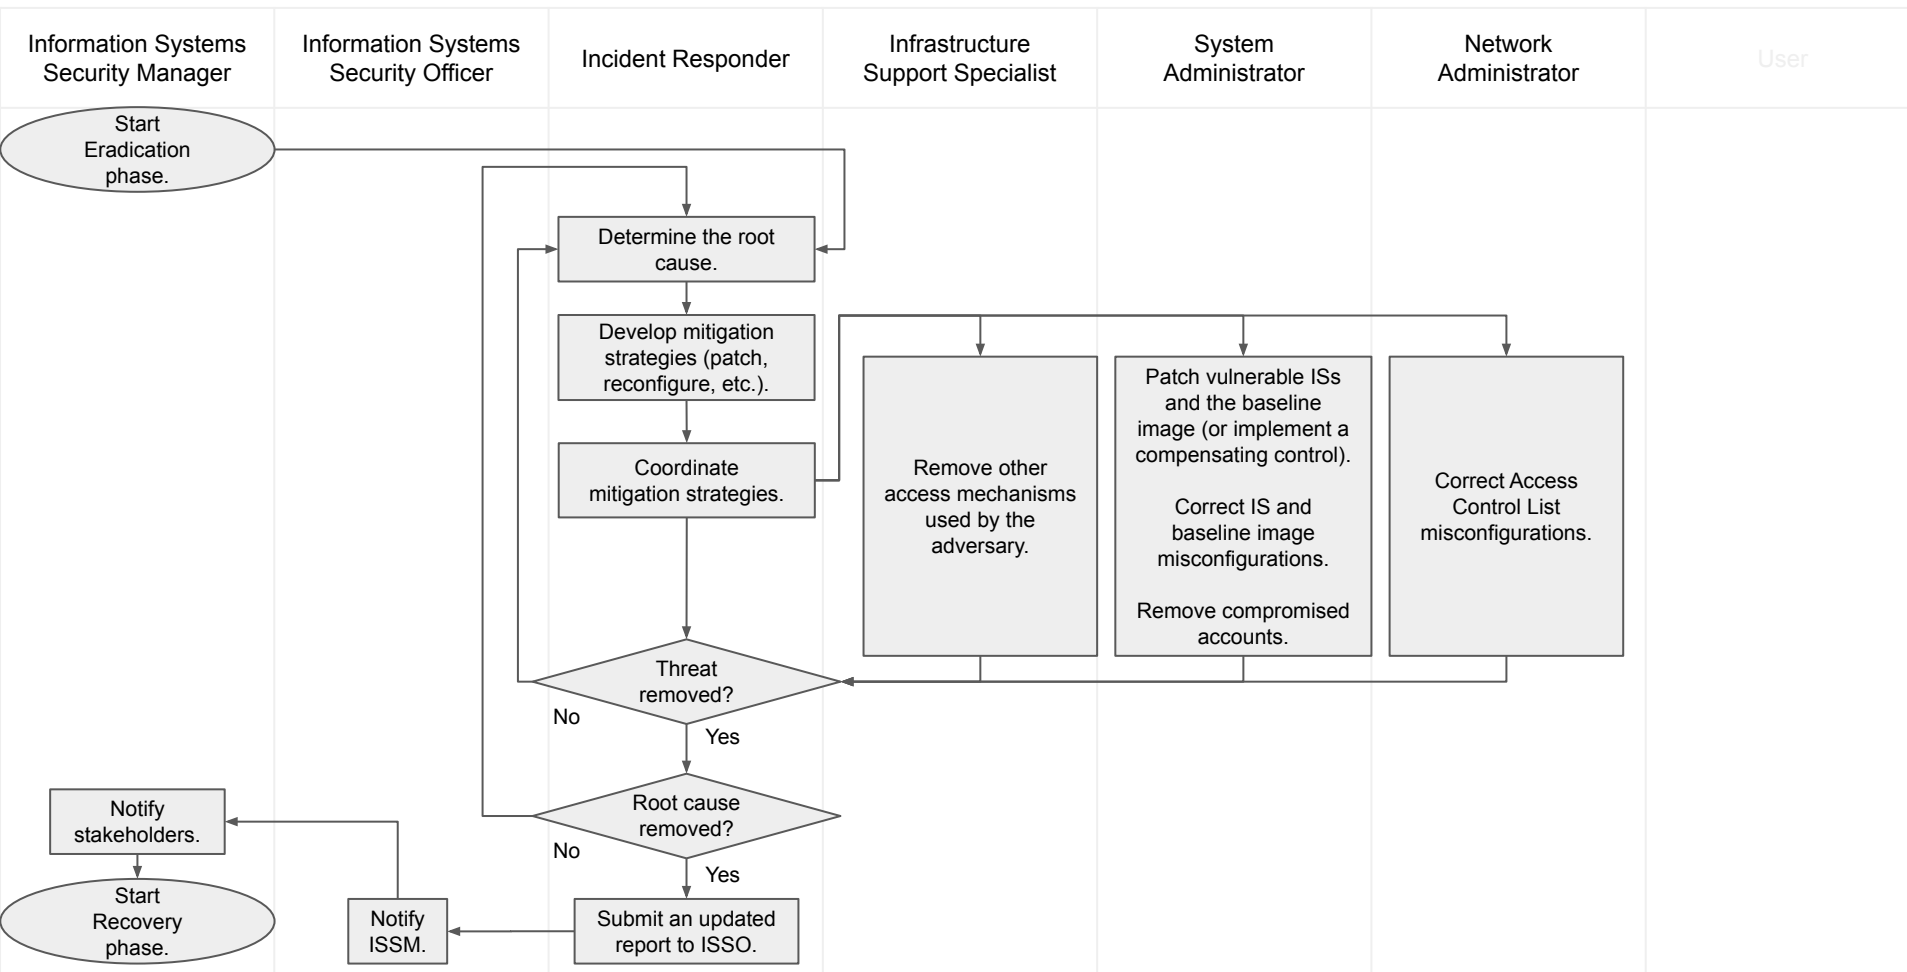 Information Systems
Security Manager
Information Systems
Security Officer
Incident Responder
Infrastructure
Support Specialist
System
Administrator
Network
Administrator
User
Start
Eradication
phase.
Determine the root
cause.
Develop mitigation
strategies (patch,
reconfigure, etc.).
Coordinate
mitigation strategies.
Remove other
access mechanisms
used by the
adversary.
Patch vulnerable ISs
and the baseline
image (or implement a
compensating control).
Correct IS and
baseline image
misconfigurations.
Remove compromised
accounts.
Correct Access
Control List
misconfigurations.
Threat
removed?
No
Yes
Root cause
removed?
No
Yes
Submit an updated
report to ISSO.
Notify
ISSM.
Notify
stakeholders.
Start
Recovery
phase.